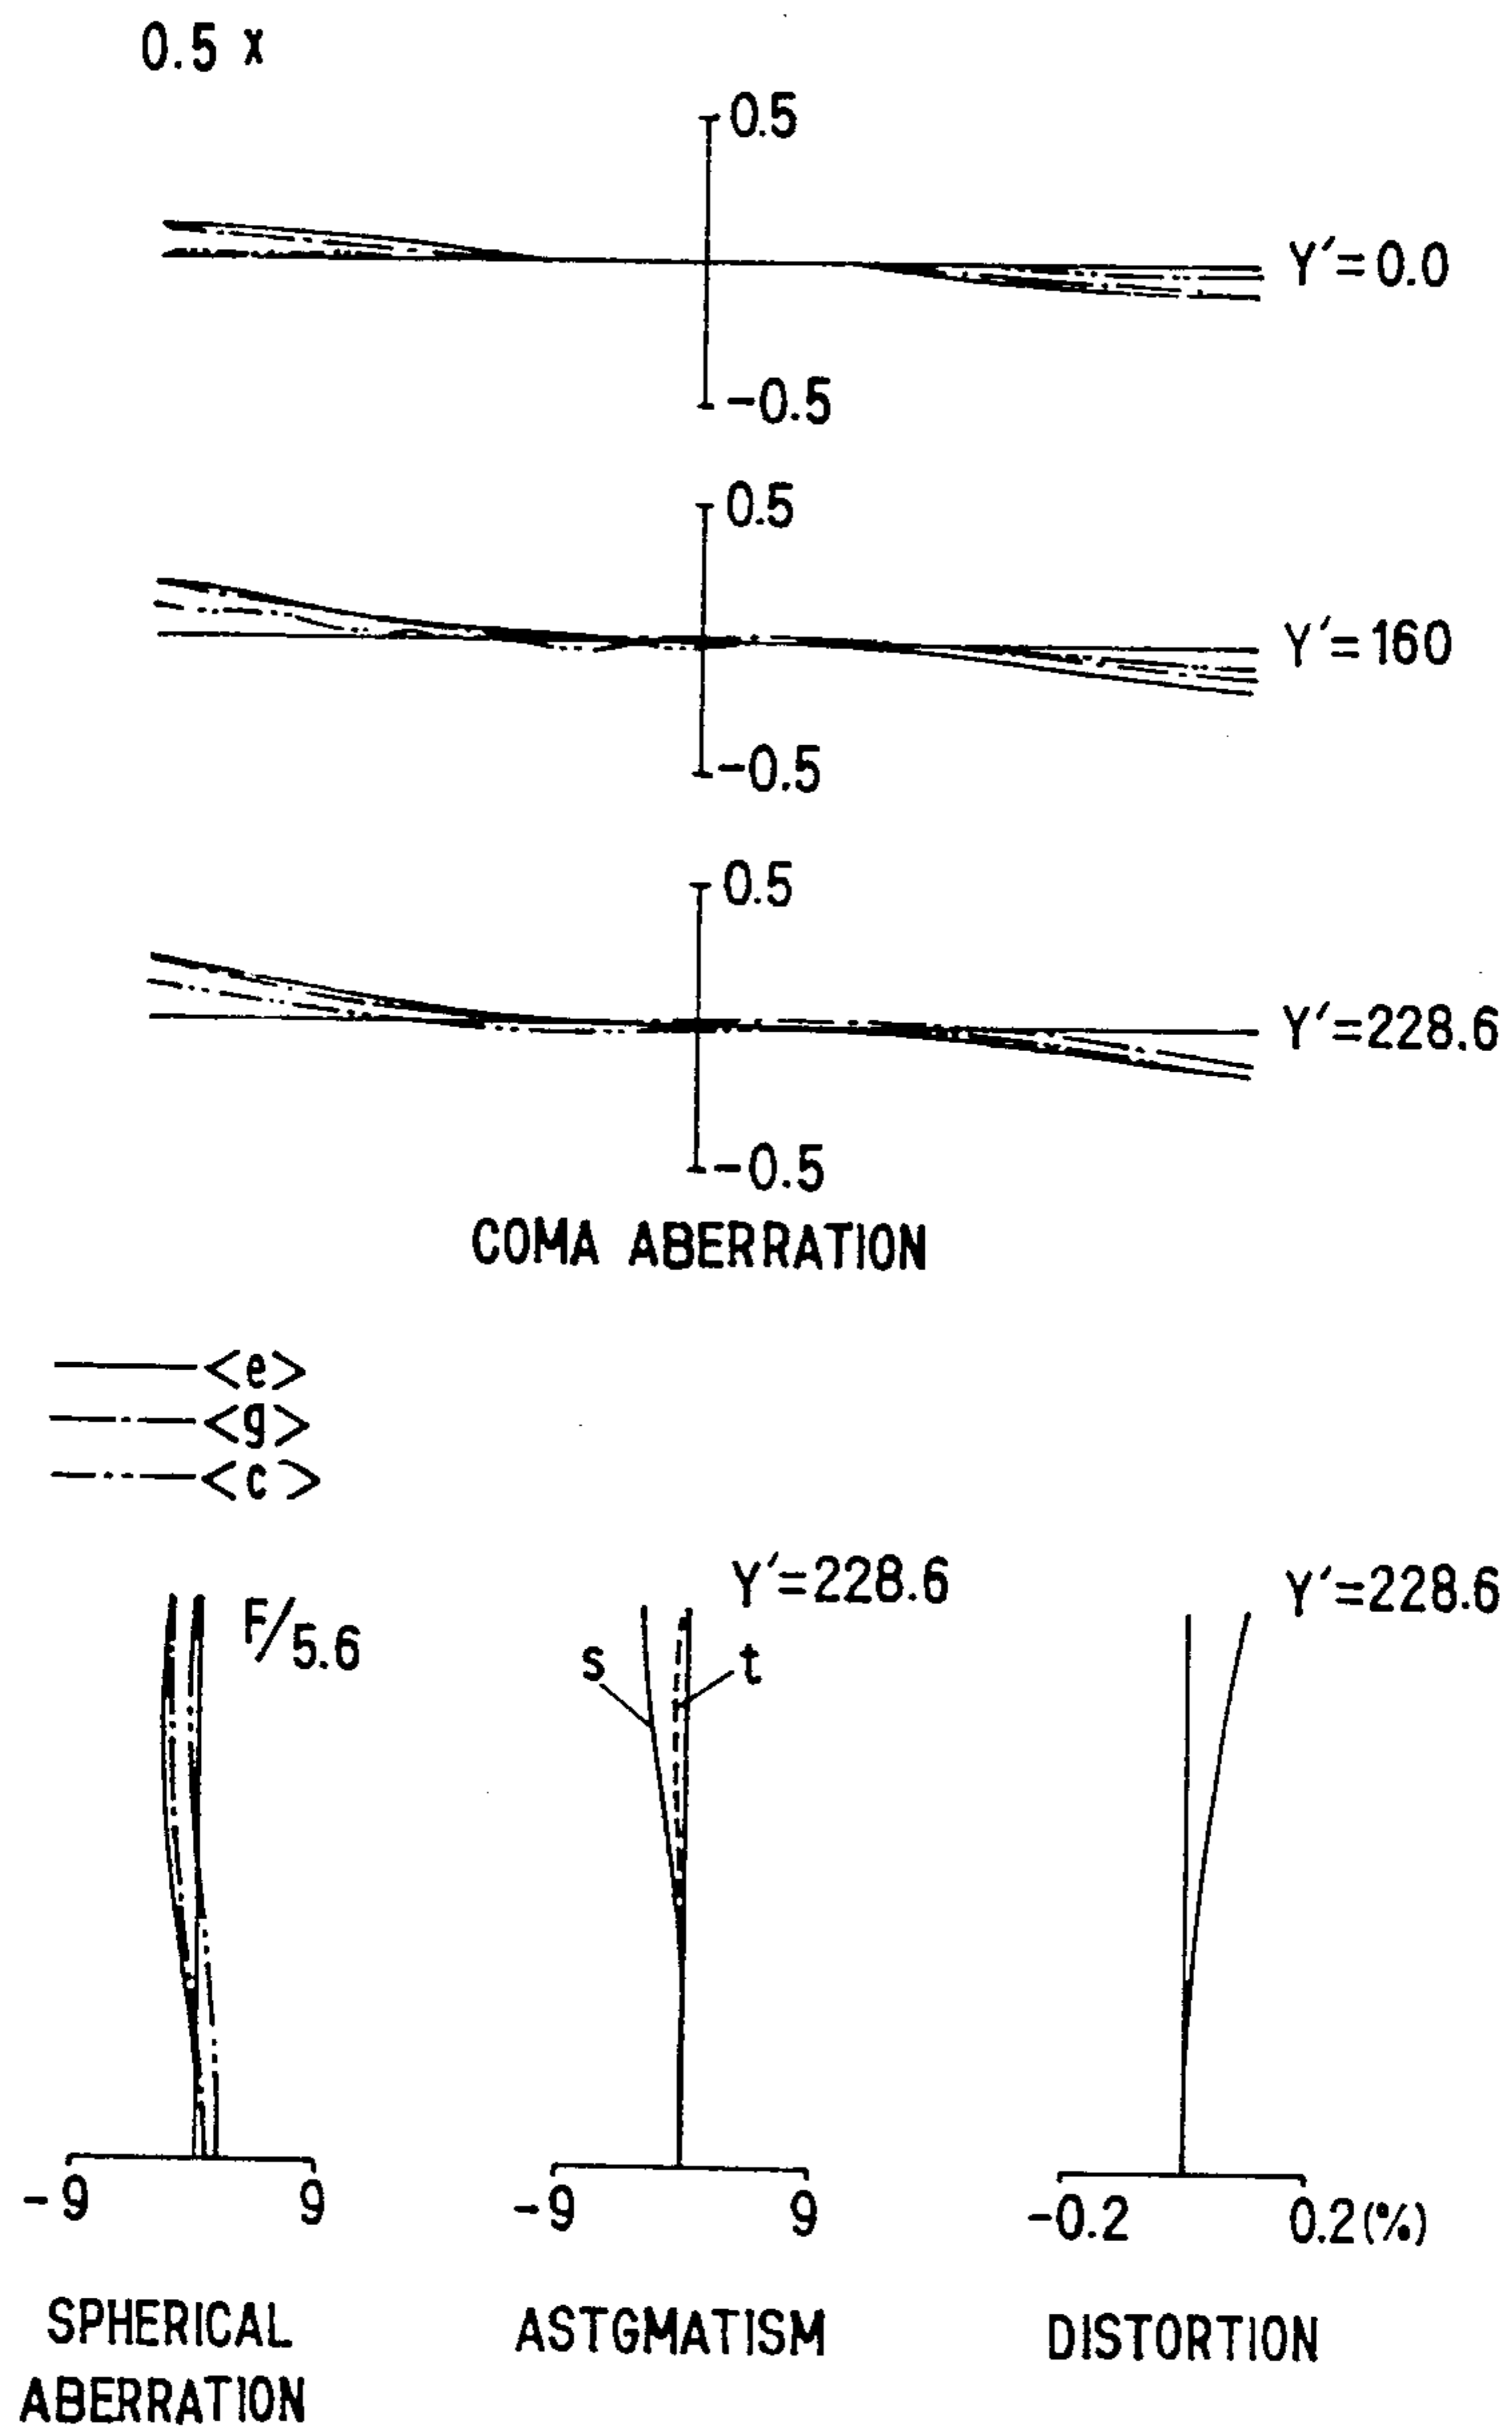 0.5 x
0.5
Y′=0.0
-0.5
0.5
Y′=160
-0.5
0.5
Y′=228.6
-0.5
COMA ABERRATION
<e>
<g>
<c>
F/5.6
Y′=228.6
Y′=228.6
s
t
-9
9
-9
9
-0.2
0.2(%)
SPHERICAL
ABERRATION
ASTGMATISM
DISTORTION